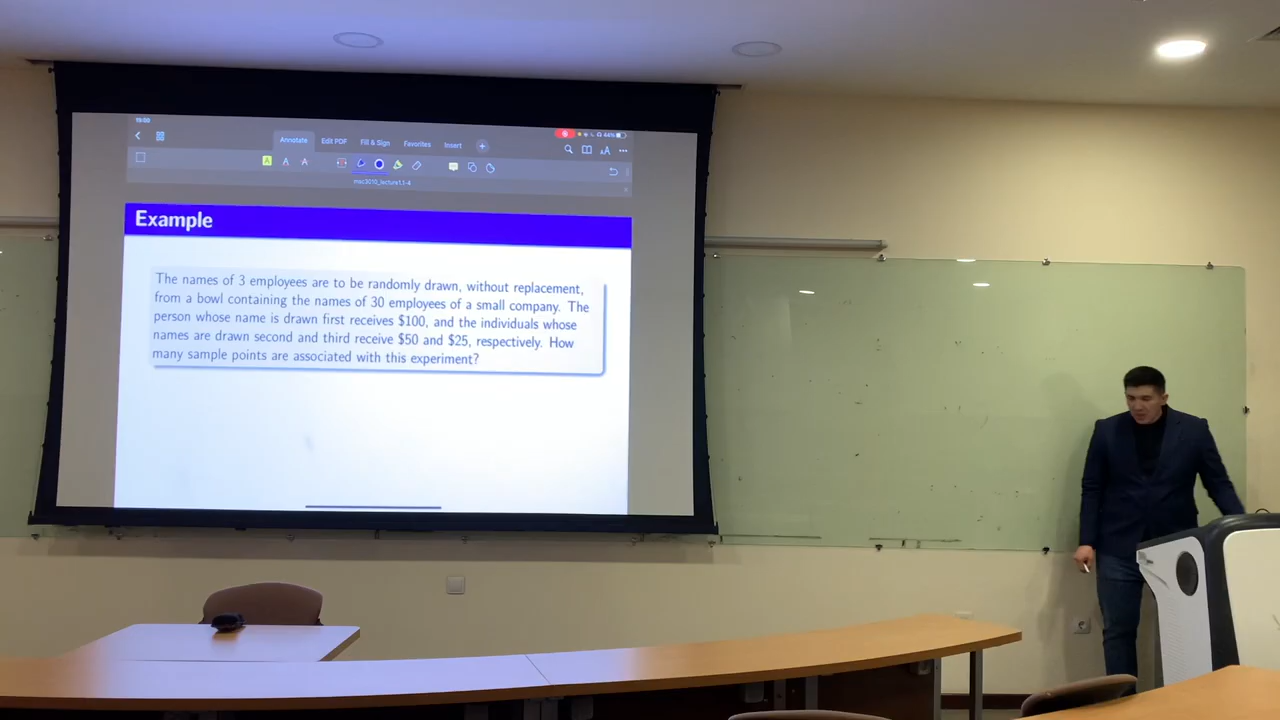 Annotate Edit PDF Fill & Sign Favorites Insert
44%
msc3010_lecture13-4
Example
The names of 3 employees are to be randomly drawn, without replacement,
from a bowl containing the names of 30 employees of a small company. The
person whose name is drawn first receives $100, and the individuals whose
names are drawn second and third receive $50 and $25, respectively. How
many sample points are associated with this experiment?